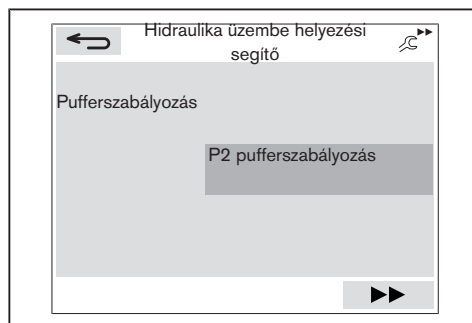 Hidraulika üzembe helyezési
segítő
Pufferszabályozás
P2 pufferszabályozás